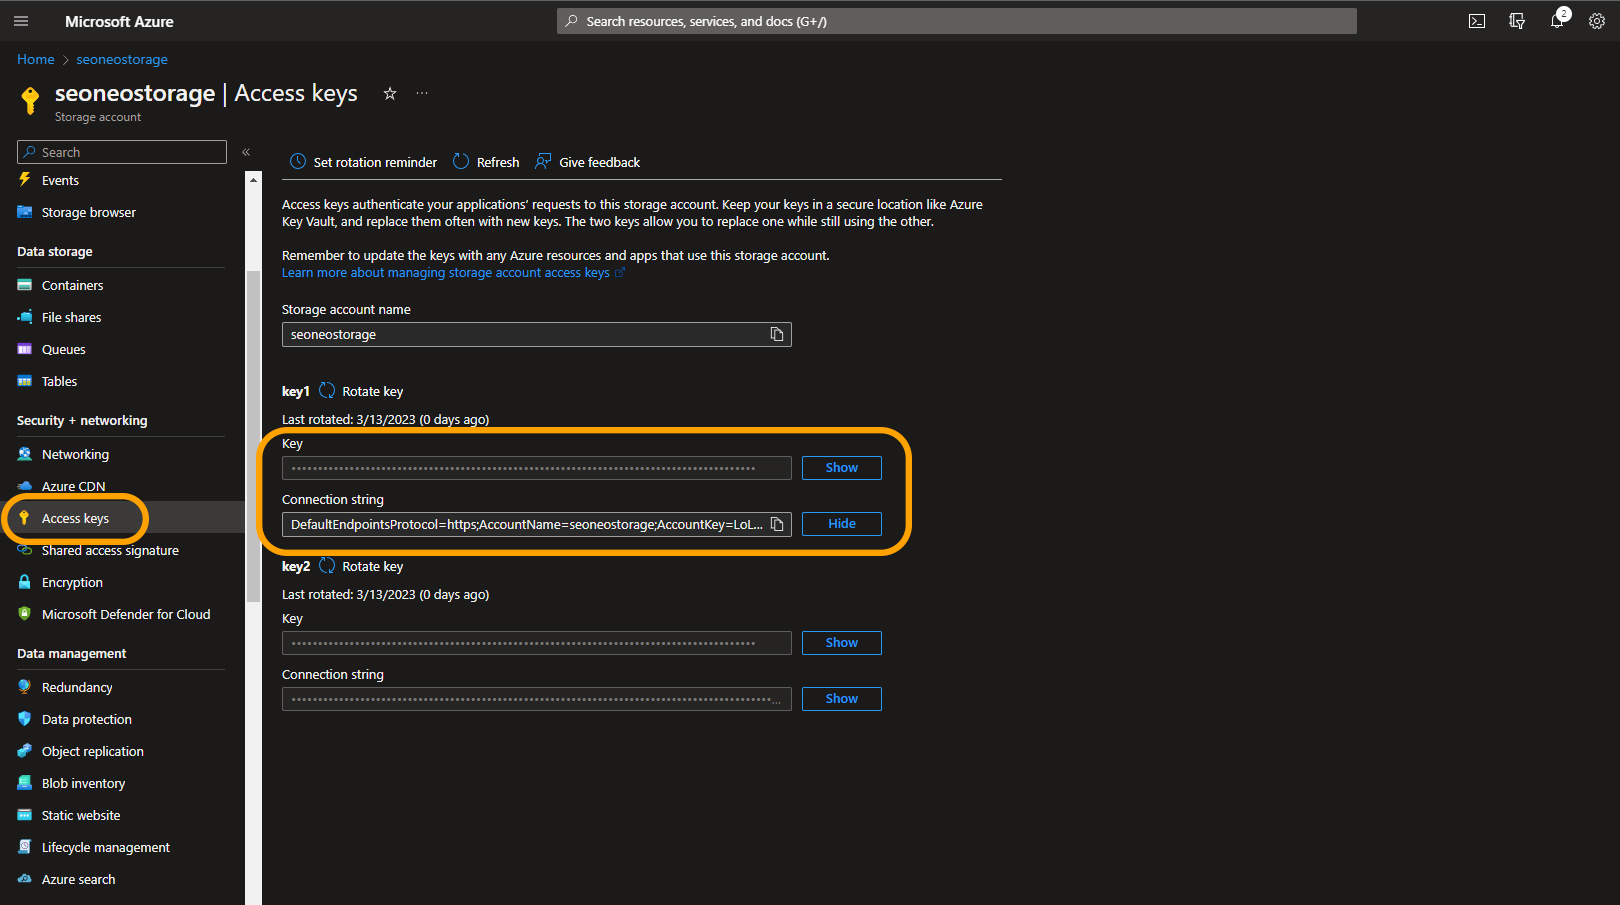 Microsoft Azure
Search resources, services, and docs (G+/)
2
Home > seoneostorage
seoneostorage | Access keys
Storage account
Search
«
Events
Storage browser
Data storage
Containers
File shares
Queues
Tables
Security + networking
Networking
Azure CDN
Access keys
Shared access signature
Encryption
Microsoft Defender for Cloud
Data management
Redundancy
Data protection
Object replication
Blob inventory
Static website
Lifecycle management
Azure search
Set rotation reminder Refresh Give feedback
Access keys authenticate your applications' requests to this storage account. Keep your keys in a secure location like Azure
Key Vault, and replace them often with new keys. The two keys allow you to replace one while still using the other.
Remember to update the keys with any Azure resources and apps that use this storage account.
Learn more about managing storage account access keys
Storage account name
seoneostorage
key1 Rotate key
Last rotated: 3/13/2023 (0 days ago)
Key
Show
Connection string
DefaultEndpointsProtocol=https;AccountName=seoneostorage;AccountKey=LoL... Hide
key2 Rotate key
Last rotated: 3/13/2023 (0 days ago)
Key
Show
Connection string
Show